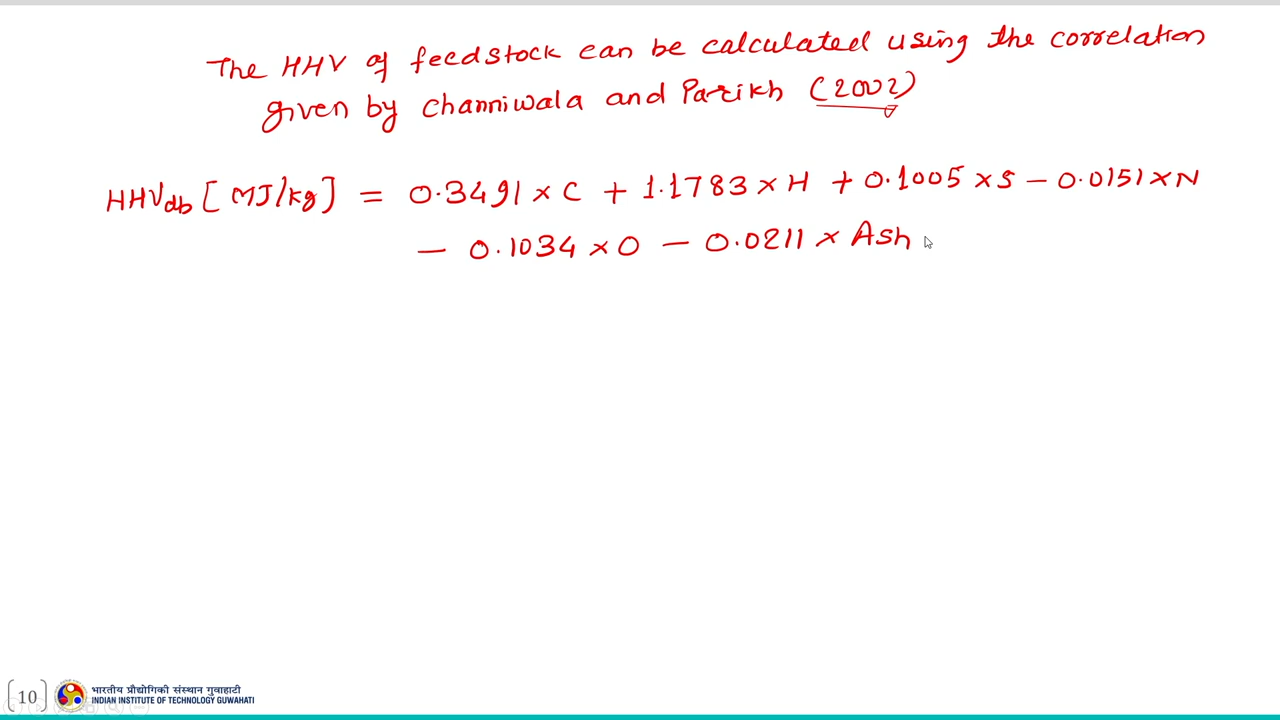 The HHV of feedstock can be calculated using the correlation
given by Channiwala and Parikh (2002)
HHVdb [MJ/kg] = 0.3491 × C + 1.1783 × H + 0.1005 × S - 0.0151 × N
- 0.1034 × O - 0.0211 × Ash
10
भारतीय प्रौद्योगिकी संस्थान गुवाहाटी
INDIAN INSTITUTE OF TECHNOLOGY GUWAHATI